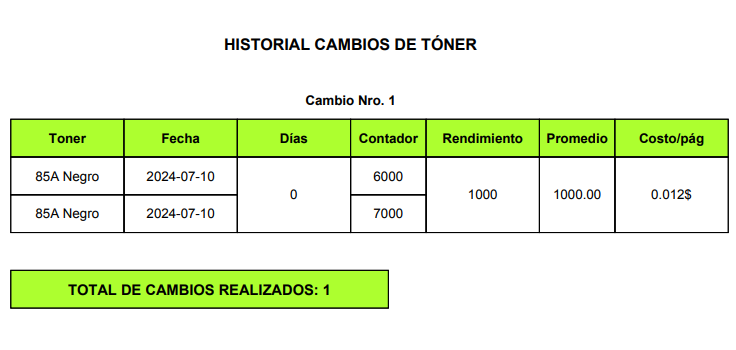 HISTORIAL CAMBIOS DE TÓNER
Cambio Nro. 1
Toner Fecha Días Contador Rendimiento Promedio Costo/pág
85A Negro 2024-07-10 0 6000 1000 1000.00 0.012$
85A Negro 2024-07-10 7000
TOTAL DE CAMBIOS REALIZADOS: 1